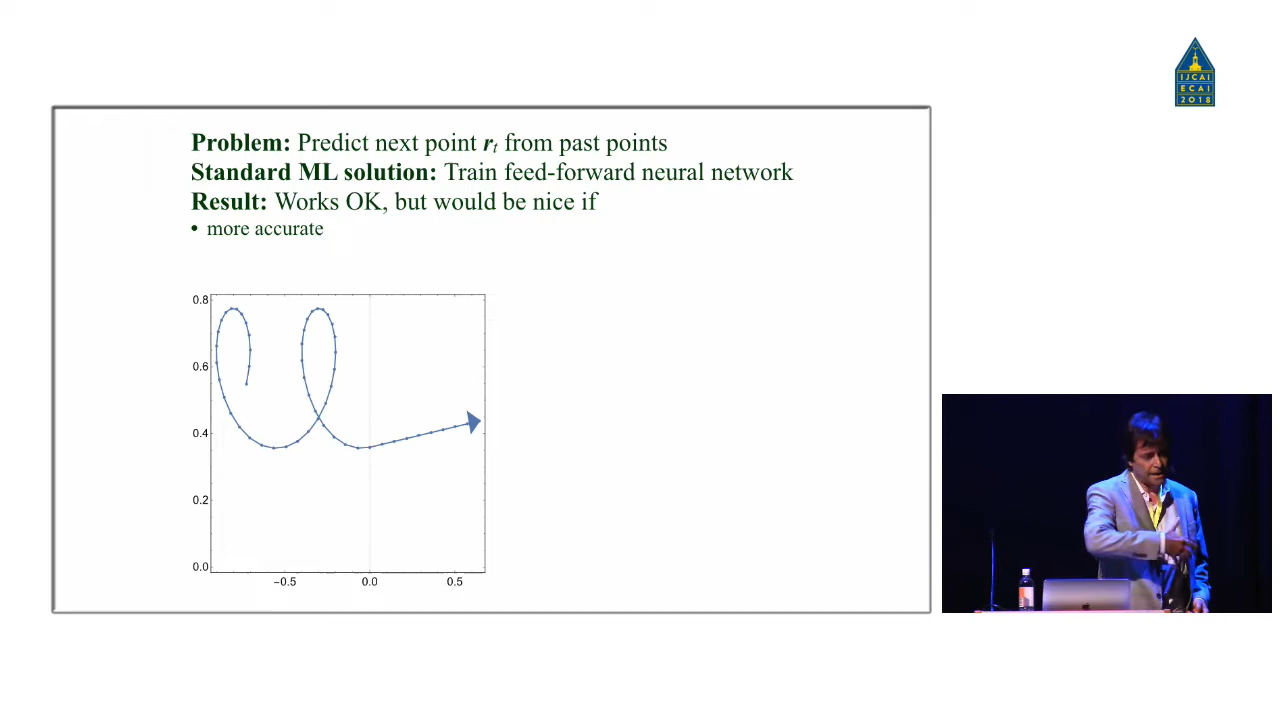 IJCAI
ECAI
2018
Problem: Predict next point rt from past points
Standard ML solution: Train feed-forward neural network
Result: Works OK, but would be nice if
• more accurate
0.8
0.6
0.4
0.2
0.0
−0.5 0.0 0.5